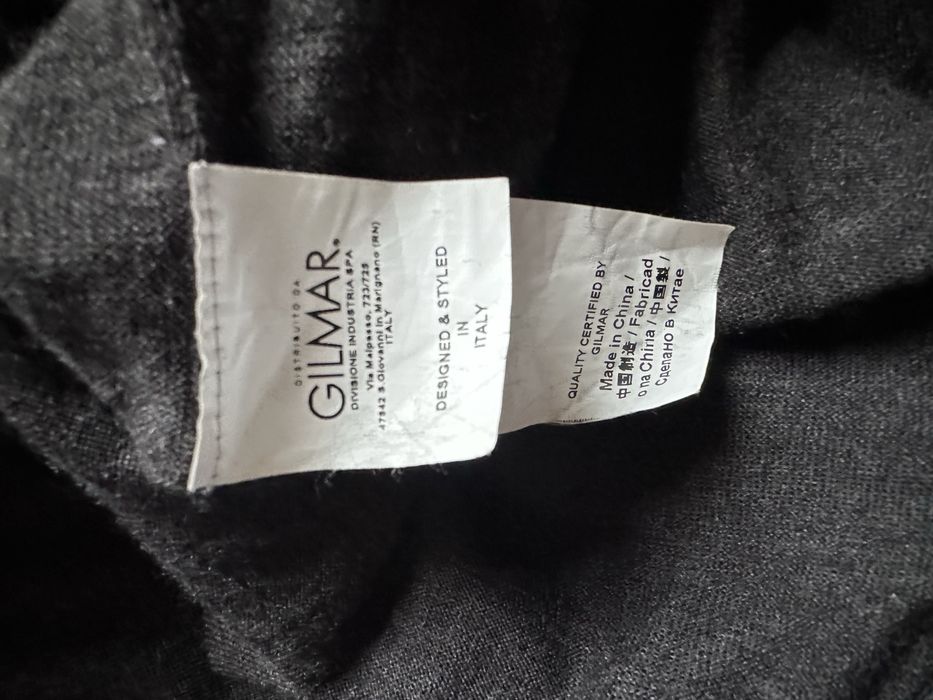 DISTRIBUITO DA
GILMAR.
DIVISIONE INDUSTRIA SPA
Via Malpasso, 723/725
47842 S.Giovanni in Marignano (RN)
ITALY
DESIGNED & STYLED
IN
ITALY
QUALITY CERTIFIED BY
GILMAR
Made in China /
中国創造 / Fabricad
o na China / 中国製 /
Сделано в Китае